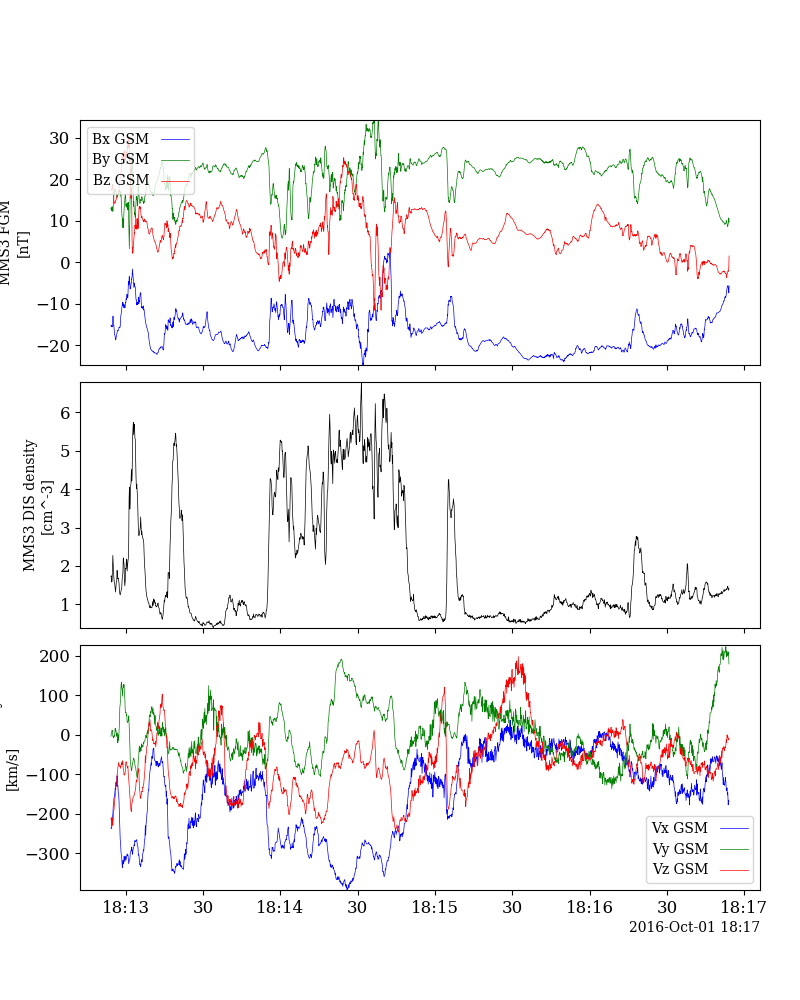 30
20
10
0
−10
−20
MMS3 FGM
[nT]
Bx GSM
By GSM
Bz GSM
6
5
4
3
2
1
MMS3 DIS density
[cm^-3]
200
100
0
−100
−200
−300
[km/s]
Vx GSM
Vy GSM
Vz GSM
18:13
30
18:14
30
18:15
30
18:16
30
18:17
2016-Oct-01 18:17